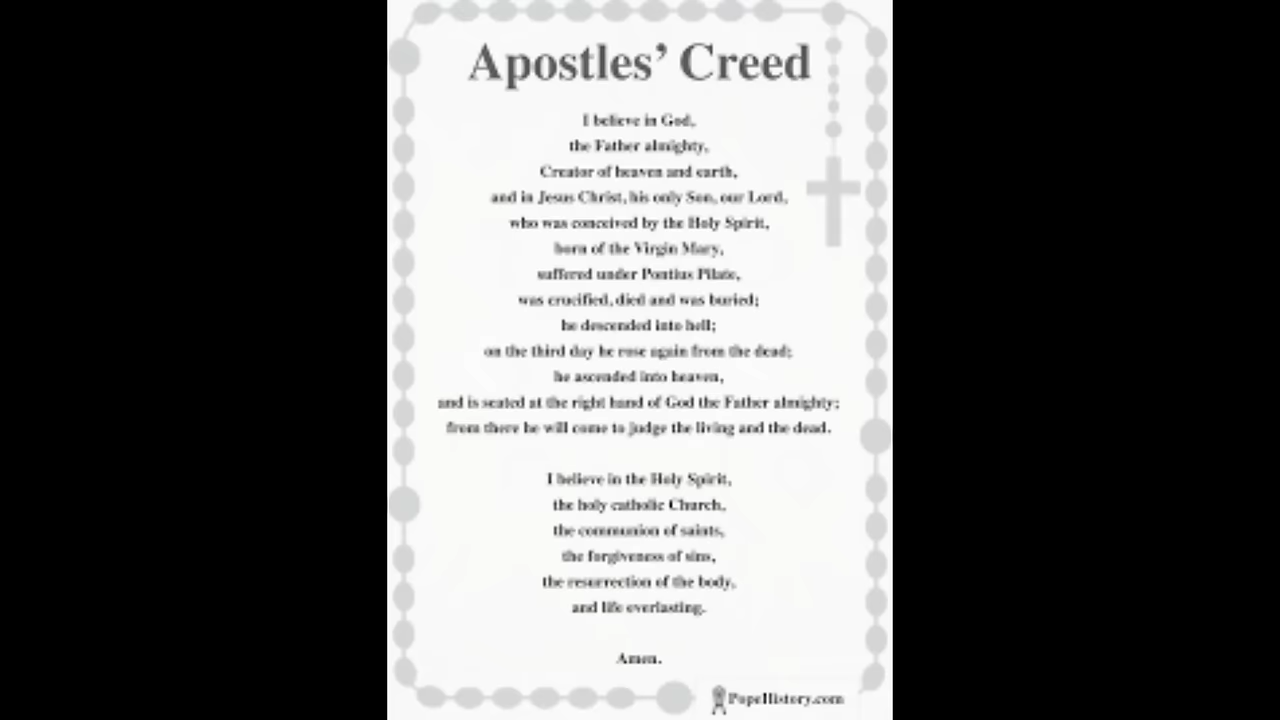 Apostles’ Creed
I believe in God,
the Father almighty,
Creator of heaven and earth,
and in Jesus Christ, his only Son, our Lord,
who was conceived by the Holy Spirit,
born of the Virgin Mary,
suffered under Pontius Pilate,
was crucified, died and was buried;
he descended into hell;
on the third day he rose again from the dead;
he ascended into heaven,
and is seated at the right hand of God the Father almighty;
from there he will come to judge the living and the dead.
I believe in the Holy Spirit,
the holy catholic Church,
the communion of saints,
the forgiveness of sins,
the resurrection of the body,
and life everlasting.
Amen.
PopeHistory.com